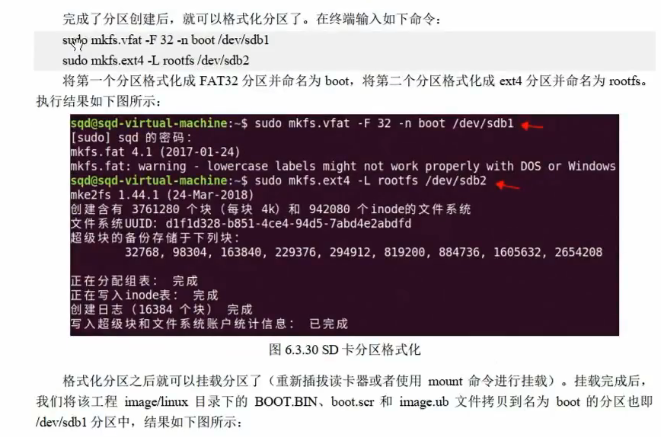 完成了分区创建后，就可以格式化分区了。在终端输入如下命令：
sudo mkfs.vfat -F 32 -n boot /dev/sdb1
sudo mkfs.ext4 -L rootfs /dev/sdb2
将第一个分区格式化成 FAT32 分区并命名为 boot，将第二个分区格式化成 ext4 分区并命名为 rootfs。
执行结果如下图所示：
sqd@sqd-virtual-machine:~$ sudo mkfs.vfat -F 32 -n boot /dev/sdb1
[sudo] sqd 的密码：
mkfs.fat 4.1 (2017-01-24)
mkfs.fat: warning - lowercase labels might not work properly with DOS or Windows
sqd@sqd-virtual-machine:~$ sudo mkfs.ext4 -L rootfs /dev/sdb2
mke2fs 1.44.1 (24-Mar-2018)
创建含有 3761280 个块（每块 4k）和 942080 个inode的文件系统
文件系统UUID：d1f1d328-b851-4ce4-94d5-7abd4e2abdfd
超级块的备份存储于下列块：
32768, 98304, 163840, 229376, 294912, 819200, 884736, 1605632, 2654208
正在分配组表： 完成
正在写入inode表： 完成
创建日志（16384 个块） 完成
写入超级块和文件系统账户统计信息： 已完成
图 6.3.30 SD 卡分区格式化
格式化分区之后就可以挂载分区了（重新插拔读卡器或者使用 mount 命令进行挂载）。挂载完成后，
我们将该工程 image/linux 目录下的 BOOT.BIN、boot.scr 和 image.ub 文件拷贝到名为 boot 的分区也即
/dev/sdb1 分区中，结果如下图所示：